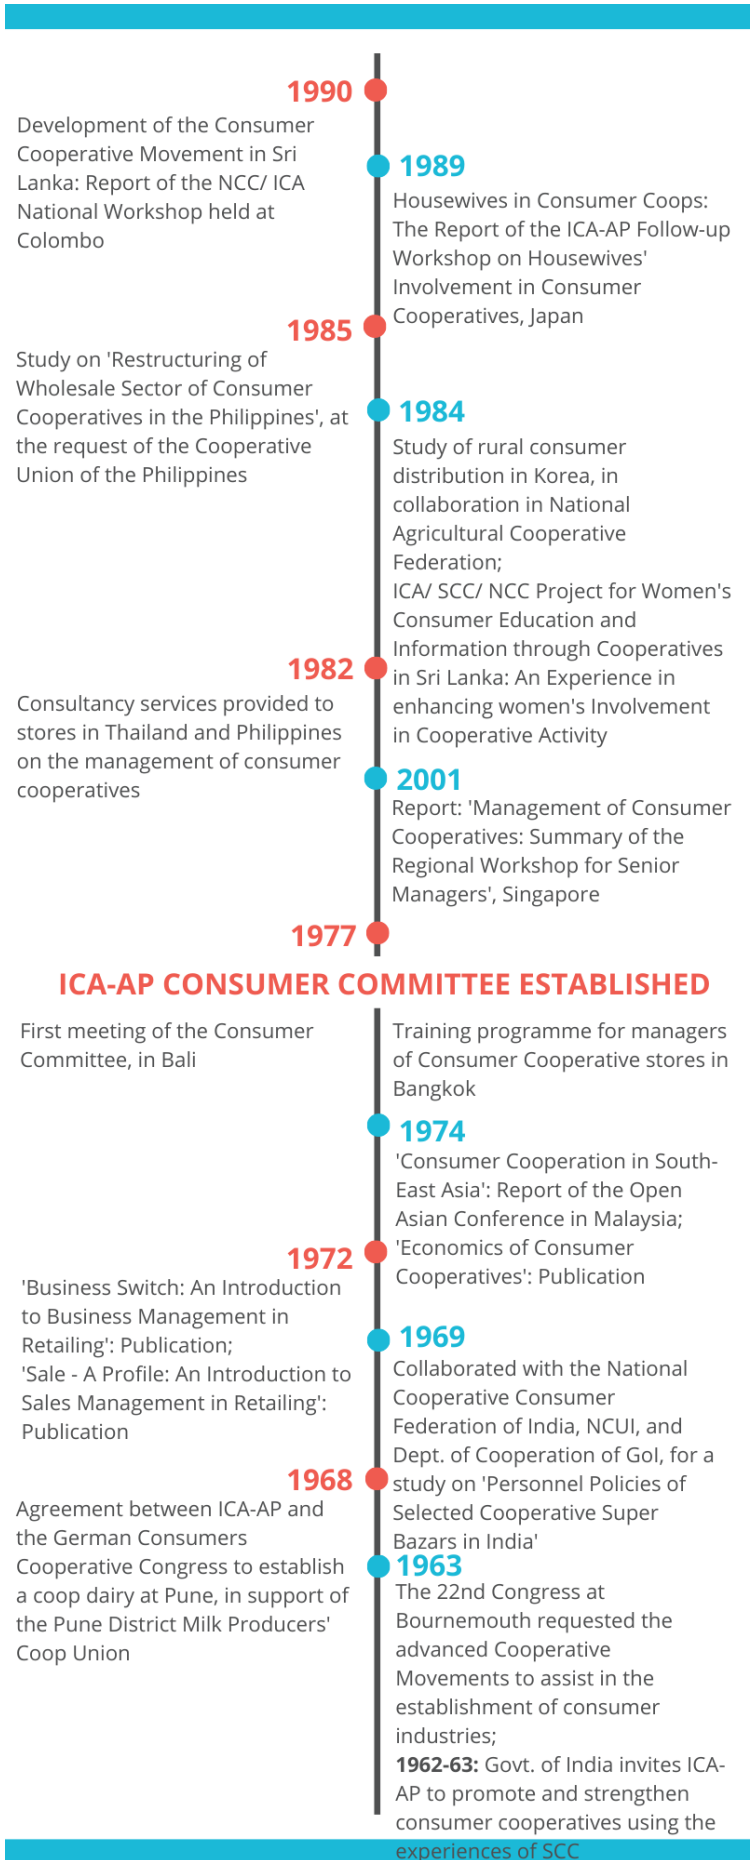 1990
Development of the Consumer
Cooperative Movement in Sri
Lanka: Report of the NCC/ ICA
National Workshop held at
Colombo
1989
Housewives in Consumer Coops:
The Report of the ICA-AP Follow-up
Workshop on Housewives'
Involvement in Consumer
Cooperatives, Japan
1985
Study on 'Restructuring of
Wholesale Sector of Consumer
Cooperatives in the Philippines', at
the request of the Cooperative
Union of the Philippines
1984
Study of rural consumer
distribution in Korea, in
collaboration in National
Agricultural Cooperative
Federation;
ICA/ SCC/ NCC Project for Women's
Consumer Education and
Information through Cooperatives
in Sri Lanka: An Experience in
enhancing women's Involvement
in Cooperative Activity
1982
Consultancy services provided to
stores in Thailand and Philippines
on the management of consumer
cooperatives
2001
Report: 'Management of Consumer
Cooperatives: Summary of the
Regional Workshop for Senior
Managers', Singapore
1977
ICA-AP CONSUMER COMMITTEE ESTABLISHED
First meeting of the Consumer
Committee, in Bali
Training programme for managers
of Consumer Cooperative stores in
Bangkok
1974
'Consumer Cooperation in South-
East Asia': Report of the Open
Asian Conference in Malaysia;
'Economics of Consumer
Cooperatives': Publication
1972
'Business Switch: An Introduction
to Business Management in
Retailing': Publication;
'Sale - A Profile: An Introduction to
Sales Management in Retailing':
Publication
1969
Collaborated with the National
Cooperative Consumer
Federation of India, NCUI, and
Dept. of Cooperation of GoI, for a
study on 'Personnel Policies of
Selected Cooperative Super
Bazars in India'
1968
Agreement between ICA-AP and
the German Consumers
Cooperative Congress to establish
a coop dairy at Pune, in support of
the Pune District Milk Producers'
Coop Union
1963
The 22nd Congress at
Bournemouth requested the
advanced Cooperative
Movements to assist in the
establishment of consumer
industries;
1962-63: Govt. of India invites ICA-
AP to promote and strengthen
consumer cooperatives using the
experiences of SCC